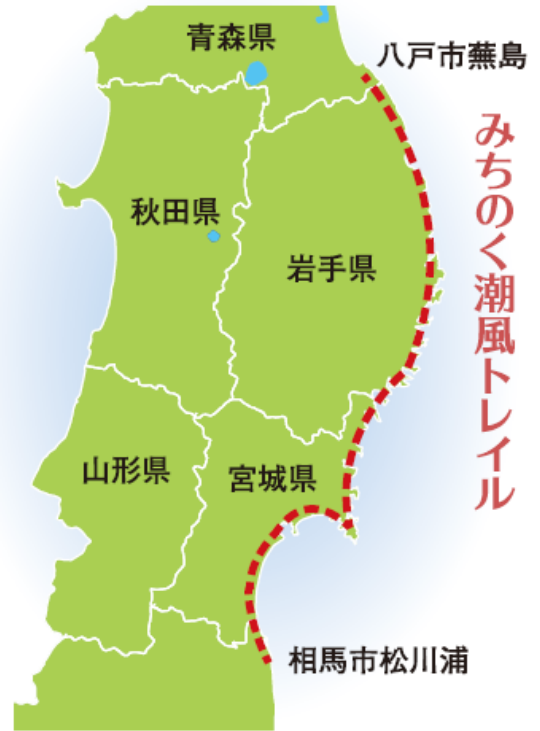 青森県
八戸市蕪島
みちのく潮風トレイル
秋田県
岩手県
山形県
宮城県
相馬市松川浦